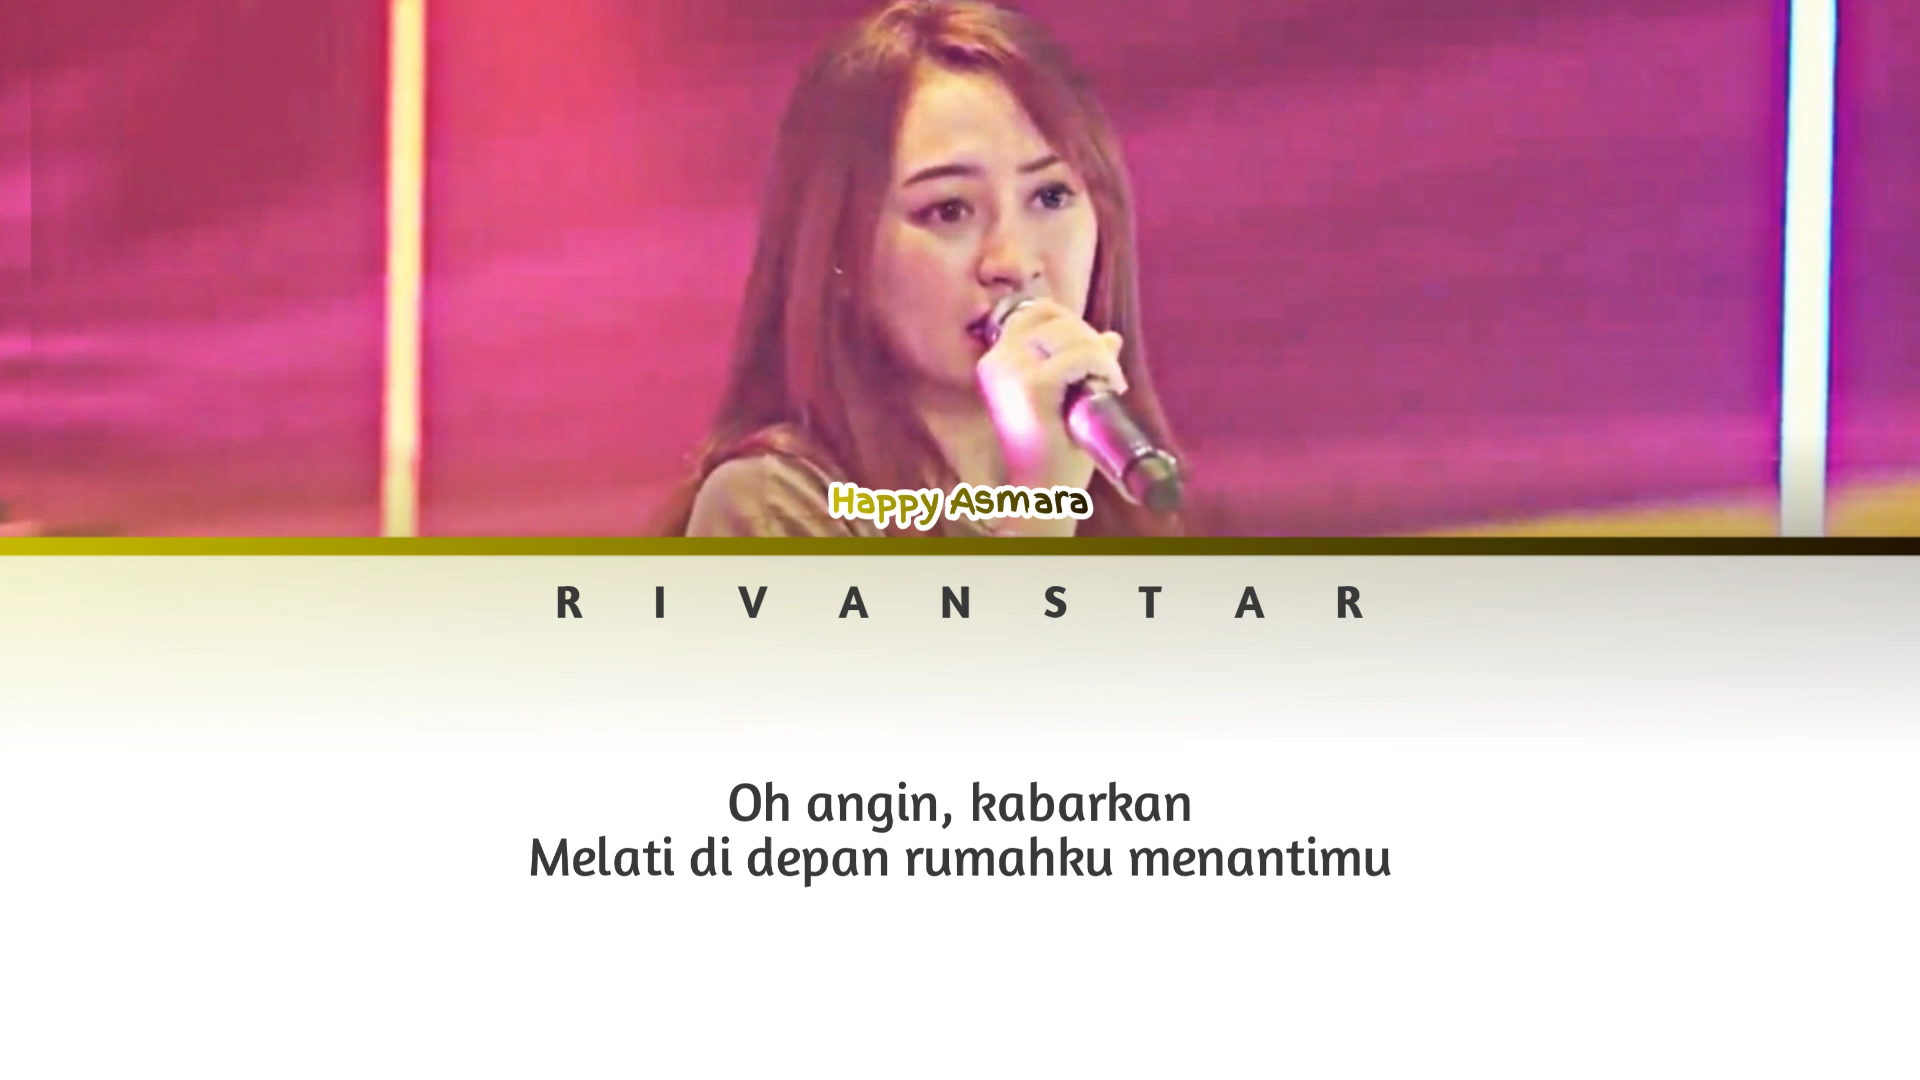 Happy Asmara
R I V A N S T A R
Oh angin, kabarkan
Melati di depan rumahku menantimu